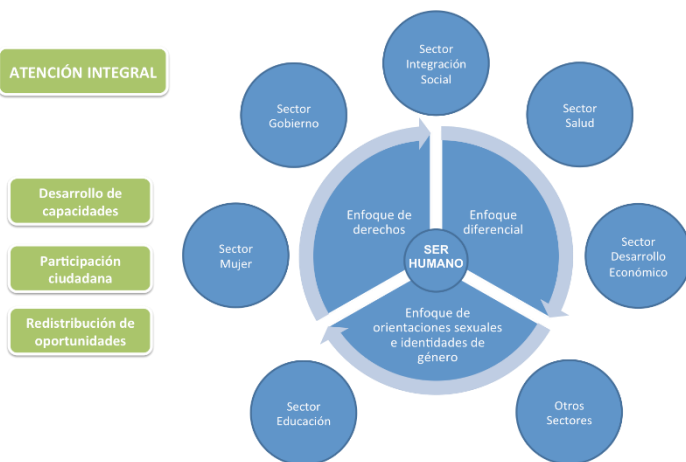 ATENCIÓN INTEGRAL
Desarrollo de
capacidades
Participación
ciudadana
Redistribución de
oportunidades
Sector
Integración
Social
Sector
Gobierno
Sector
Salud
Sector
Mujer
Enfoque de
derechos
Enfoque
diferencial
SER
HUMANO
Sector
Desarrollo
Económico
Enfoque de
orientaciones sexuales
e identidades de
género
Sector
Educación
Otros
Sectores